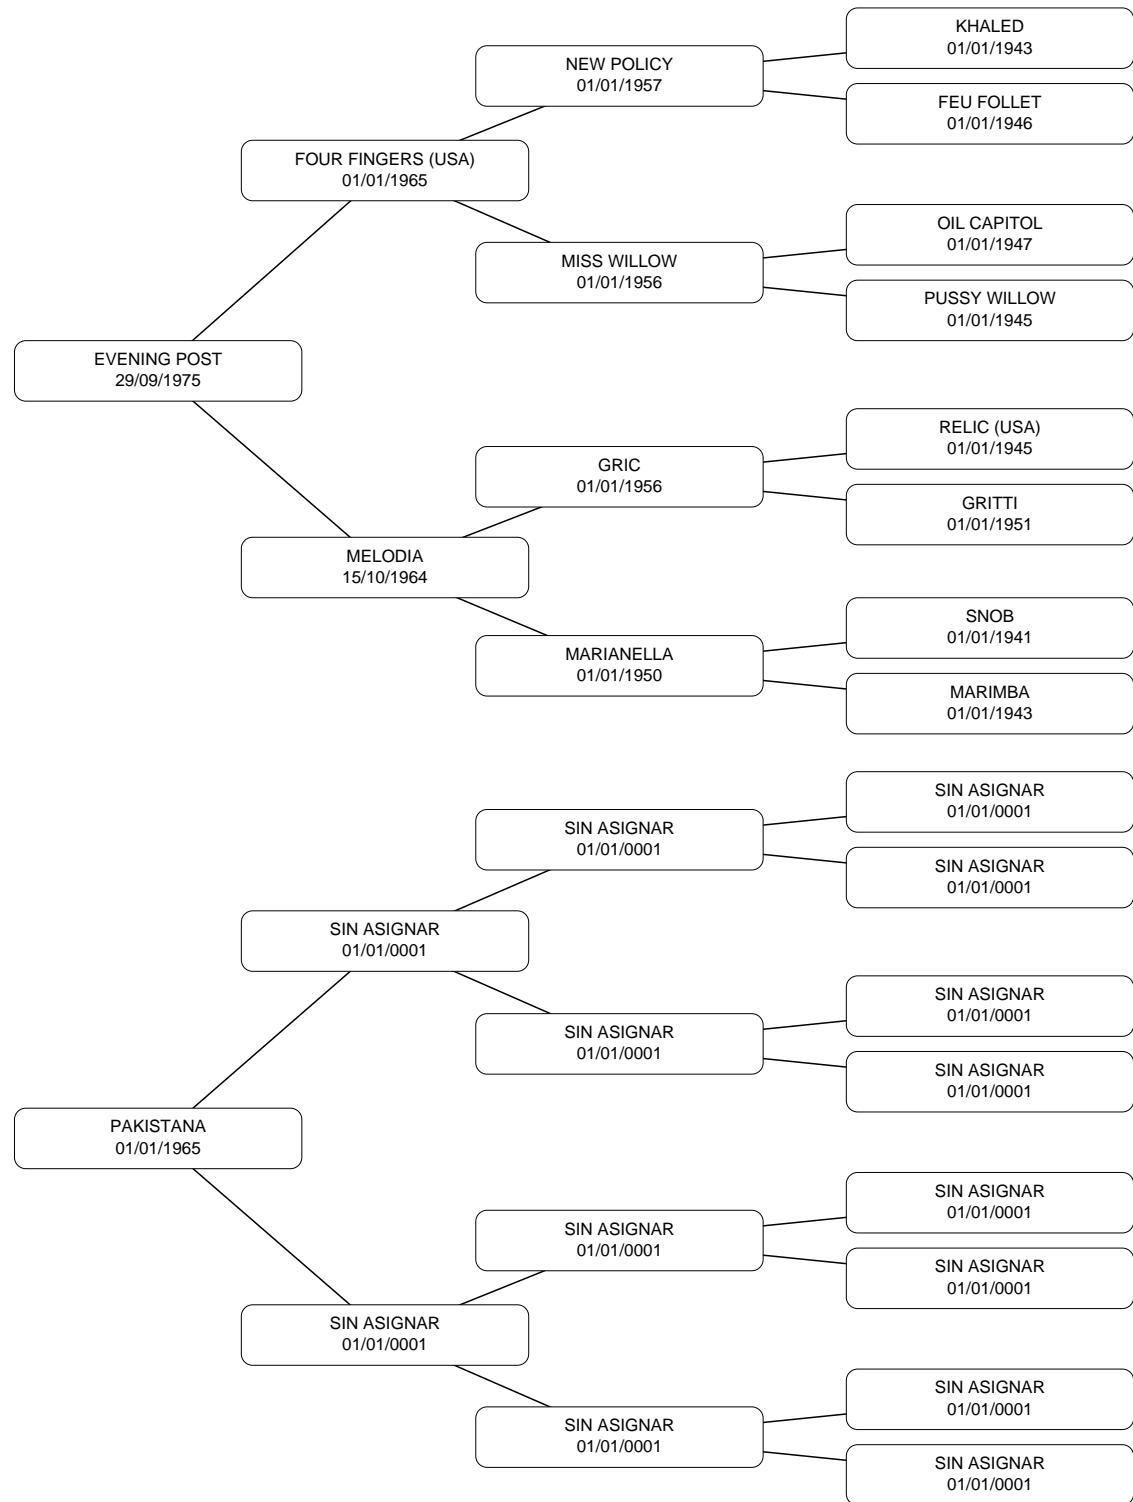 KHALED
01/01/1943
NEW POLICY
01/01/1957
FEU FOLLET
01/01/1946
FOUR FINGERS (USA)
01/01/1965
OIL CAPITOL
01/01/1947
MISS WILLOW
01/01/1956
PUSSY WILLOW
01/01/1945
EVENING POST
29/09/1975
RELIC (USA)
01/01/1945
GRIC
01/01/1956
GRITTI
01/01/1951
MELODIA
15/10/1964
SNOB
01/01/1941
MARIANELLA
01/01/1950
MARIMBA
01/01/1943
SIN ASIGNAR
01/01/0001
SIN ASIGNAR
01/01/0001
SIN ASIGNAR
01/01/0001
SIN ASIGNAR
01/01/0001
SIN ASIGNAR
01/01/0001
SIN ASIGNAR
01/01/0001
SIN ASIGNAR
01/01/0001
PAKISTANA
01/01/1965
SIN ASIGNAR
01/01/0001
SIN ASIGNAR
01/01/0001
SIN ASIGNAR
01/01/0001
SIN ASIGNAR
01/01/0001
SIN ASIGNAR
01/01/0001
SIN ASIGNAR
01/01/0001
SIN ASIGNAR
01/01/0001